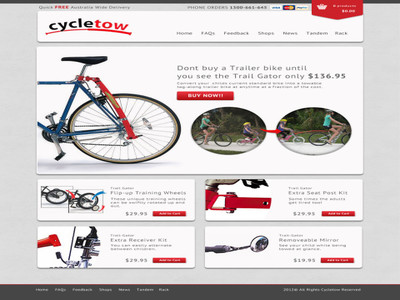 Quick FREE Australia Wide Delivery
PHONE ORDERS 1300-661-645
0 products
$0.00
cycletow
Home FAQs Feedback Shops News Tandem Rack
Dont buy a Trailer bike until
you see the Trail Gator only $136.95
Convert your childs current standard bike into a towable
tag-along trailer bike at anytime at a fraction of the cost.
BUY NOW!!
Trail Gator
Flip-up Training Wheels
These unique training wheels
can be swiftly swaped up and
out.
$29.95 Add to Cart
Trail Gator
Extra Seat Post Kit
Some times the adults
get tired too!
$29.95 Add to Cart
Trail Gator
Extra Receiver Kit
You can easily alternate
between children.
$29.95 Add to Cart
Trail Gator
Removeable Mirror
See your child while being
towed at grand.
$29.95 Add to Cart
Home FAQs Feedback Shops News Tandem Rack
All Rights Cycletow Reserved